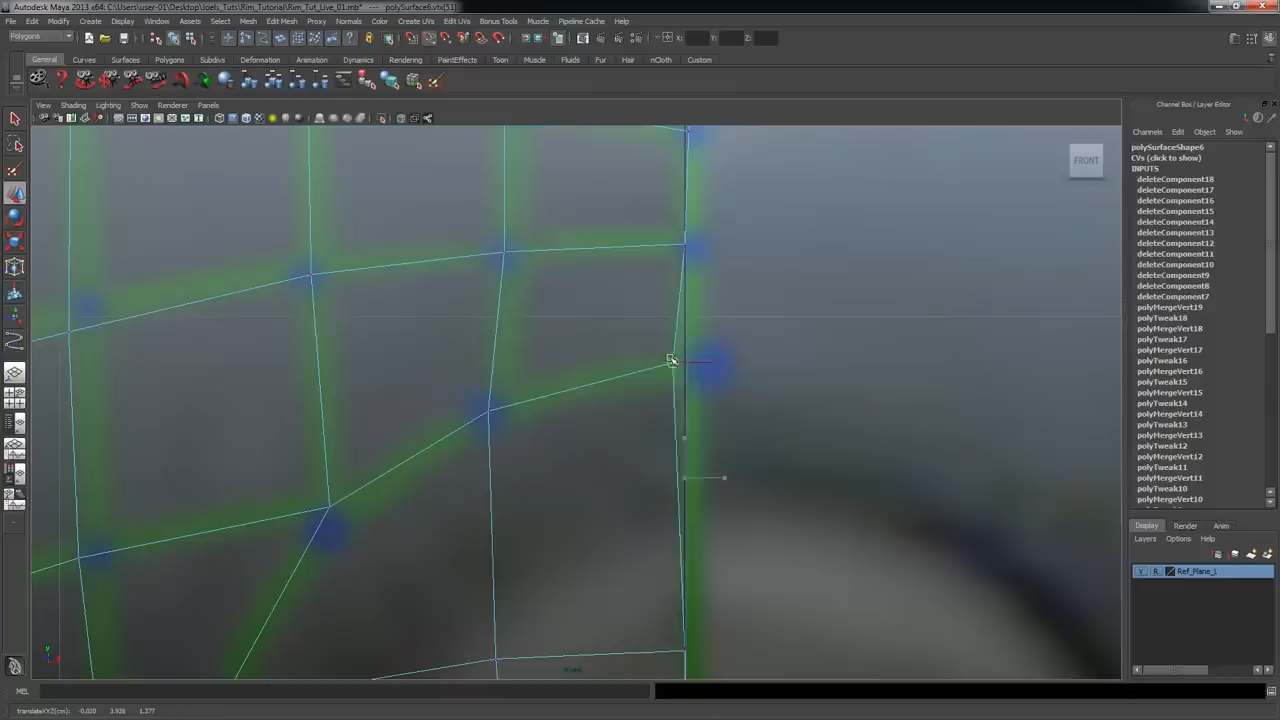 Autodesk Maya 2013 x64: C:\Users\user-01\Desktop\Joels_Tuts\Rim_Tutorial\Rim_Tut_Live_01.mb* --- polySurface6.vtx[51]
File Edit Modify Create Display Window Assets Select Mesh Edit Mesh Proxy Normals Color Create UVs Edit UVs Bonus Tools Muscle Pipeline Cache Help
Polygons X: Y: Z:
General Curves Surfaces Polygons Subdivs Deformation Animation Dynamics Rendering PaintEffects Toon Muscle Fluids Fur Hair nCloth Custom
View Shading Lighting Show Renderer Panels
FRONT
Channel Box / Layer Editor
Channels Edit Object Show
polySurfaceShape6
CVs (click to show)
INPUTS
deleteComponent18
deleteComponent17
deleteComponent16
deleteComponent15
deleteComponent14
deleteComponent13
deleteComponent12
deleteComponent11
deleteComponent10
deleteComponent9
deleteComponent8
deleteComponent7
polyMergeVert19
polyTweak18
polyMergeVert18
polyTweak17
polyMergeVert17
polyTweak16
polyMergeVert16
polyTweak15
polyMergeVert15
polyTweak14
polyMergeVert14
polyTweak13
polyMergeVert13
polyTweak12
polyMergeVert12
polyTweak11
polyMergeVert11
polyTweak10
polyMergeVert10
Display Render Anim
Layers Options Help
V R Ref_Plane_L
y
x
front
MEL
translateXYZ(cm): -0.020 3.926 1.377